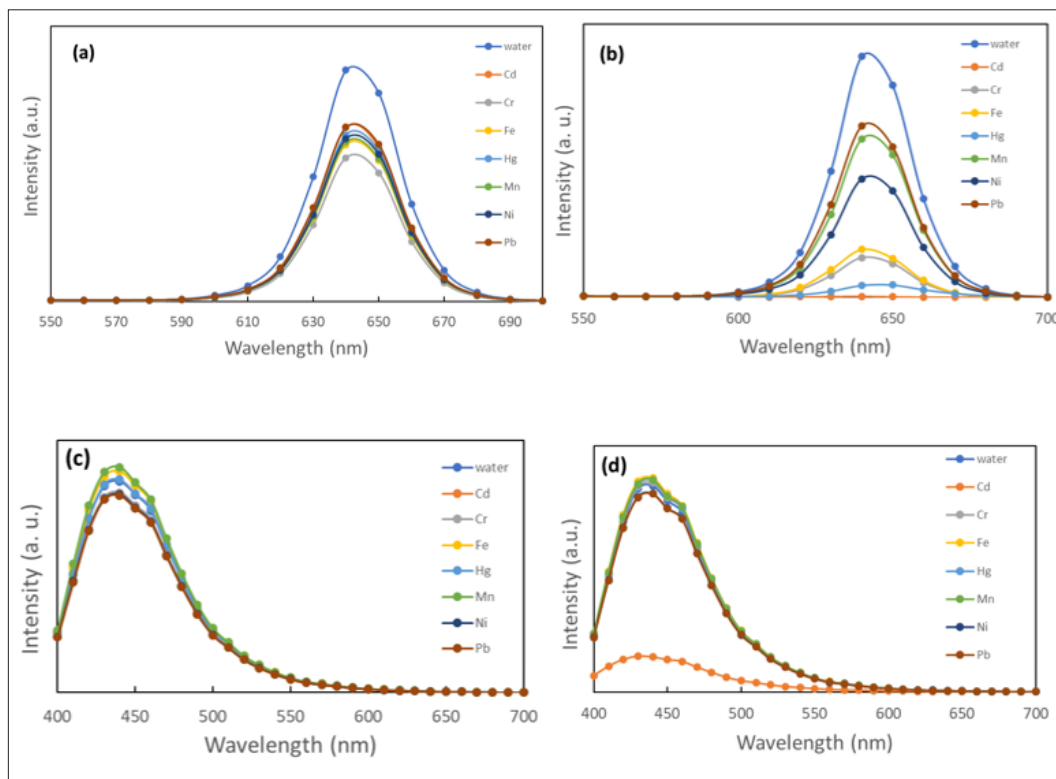 (a)
water
Cd
Cr
Fe
Hg
Mn
Ni
Pb
Intensity (a.u.)
550 570 590 610 630 650 670 690
Wavelength (nm)
(b)
water
Cd
Cr
Fe
Hg
Mn
Ni
Pb
Intensity (a. u.)
550 600 650 700
Wavelength (nm)
(c)
water
Cd
Cr
Fe
Hg
Mn
Ni
Pb
Intensity (a. u.)
400 450 500 550 600 650 700
Wavelength (nm)
(d)
water
Cd
Cr
Fe
Hg
Mn
Ni
Pb
Intensity (a.u.)
400 450 500 550 600 650 700
Wavelength (nm)